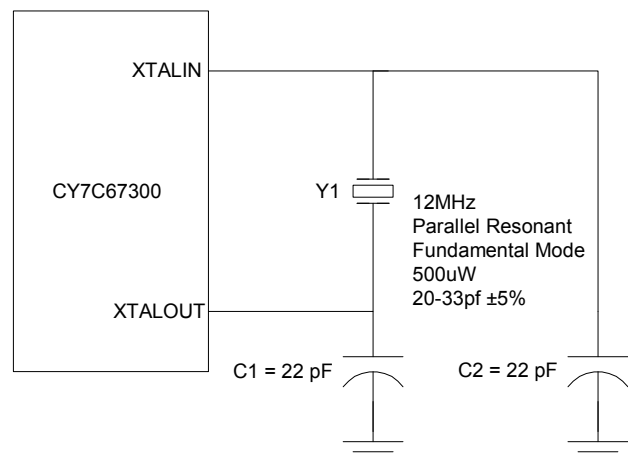 XTALIN
CY7C67300
Y1
12MHz
Parallel Resonant
Fundamental Mode
500uW
20-33pf ±5%
XTALOUT
C1 = 22 pF
C2 = 22 pF